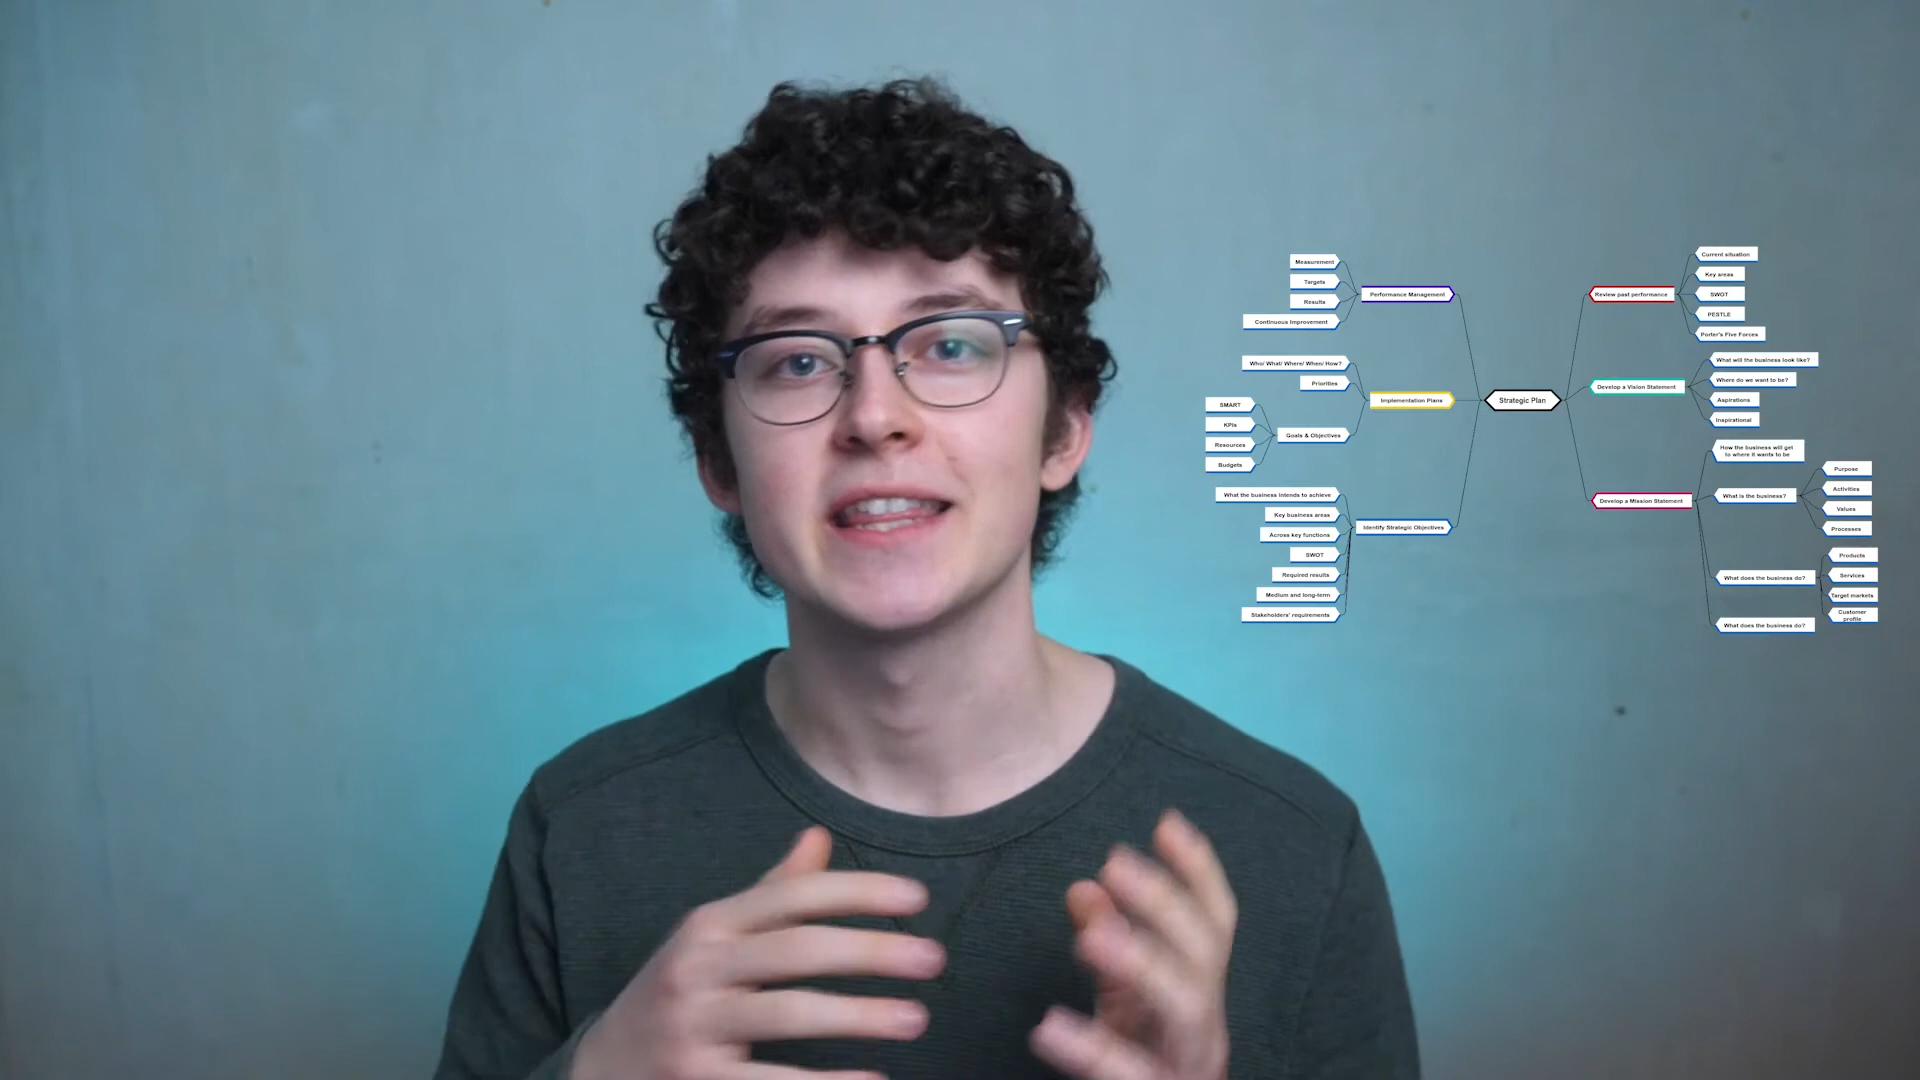 Measurement
Targets
Results
Continuous Improvement
Performance Management
Who/ What/ Where/ When/ How?
Priorities
SMART
KPIs
Resources
Budgets
Goals & Objectives
Implementation Plans
What the business intends to achieve
Key business areas
Across key functions
SWOT
Required results
Medium and long-term
Stakeholders' requirements
Identify Strategic Objectives
Strategic Plan
Review past performance
Current situation
Key areas
SWOT
PESTLE
Porter's Five Forces
Develop a Vision Statement
What will the business look like?
Where do we want to be?
Aspirations
Inspirational
Develop a Mission Statement
How the business will get
to where it wants to be
What is the business?
Purpose
Activities
Values
Processes
What does the business do?
Products
Services
Target markets
Customer
profile
What does the business do?